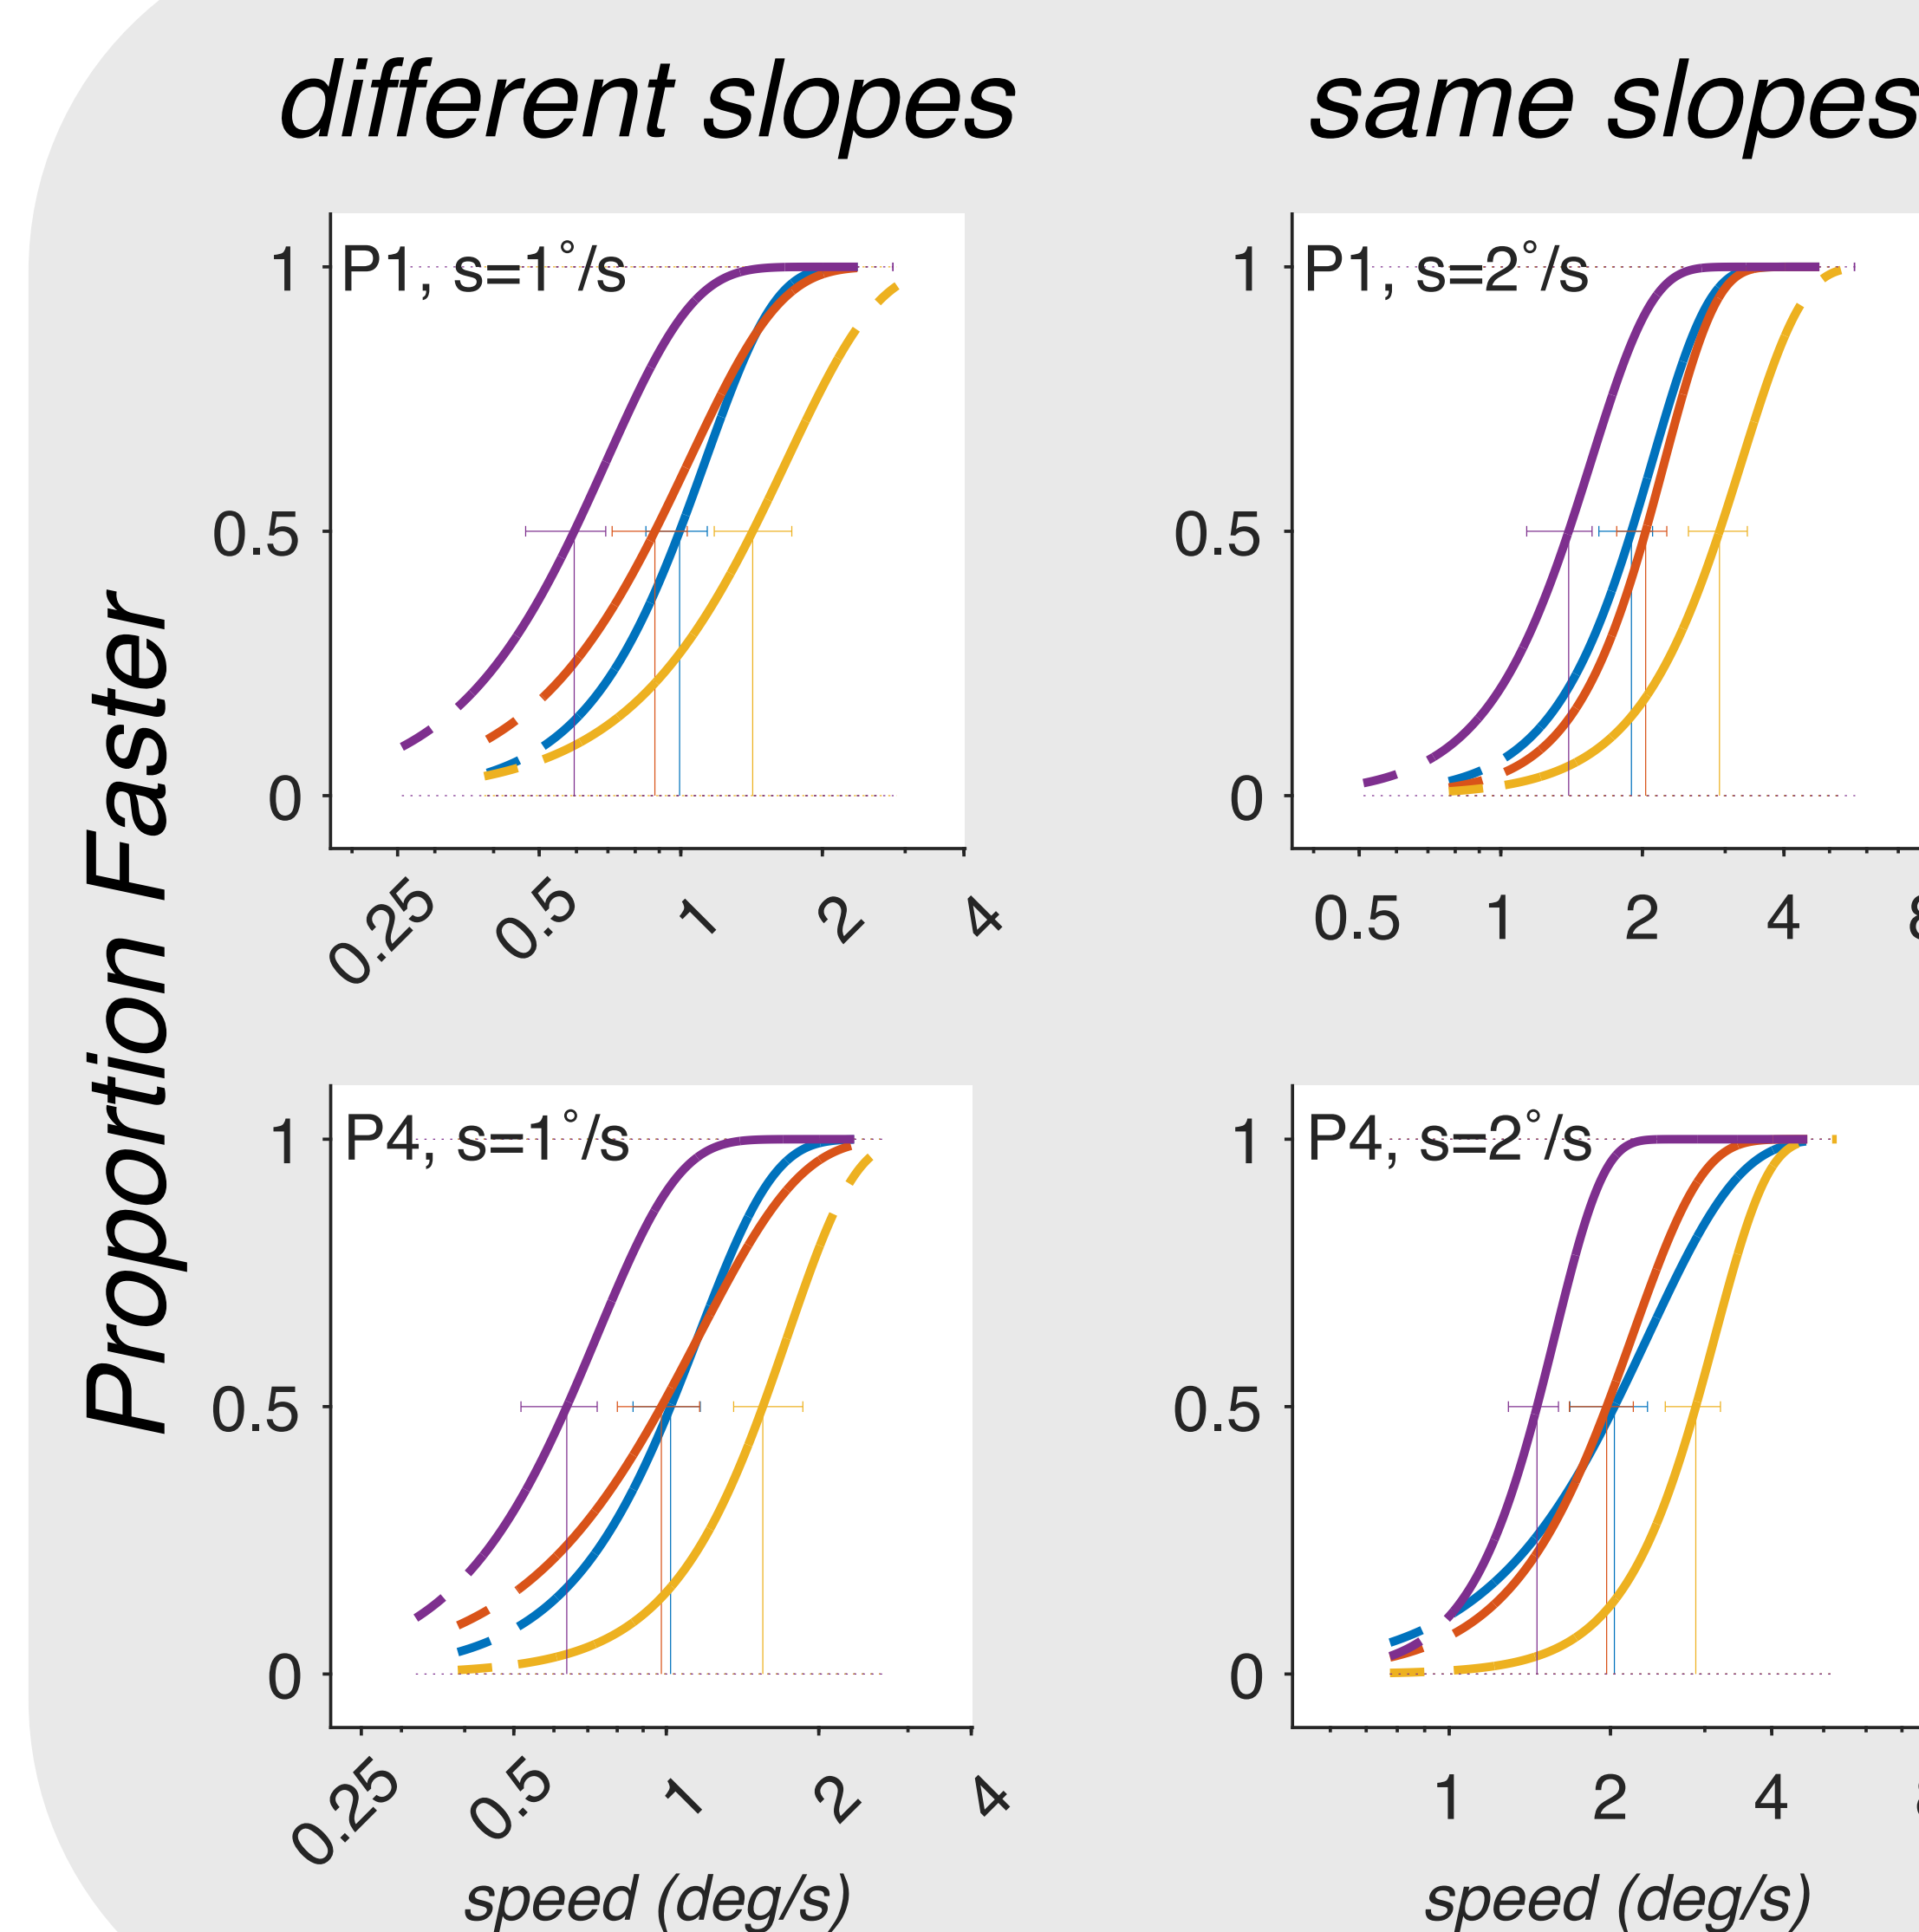 different slopes
same slopes
Proportion Faster
P1, s=1°/s
1
0.5
0
0.25 0.5 1 2 4
P1, s=2°/s
1
0.5
0
0.5 1 2 4
P4, s=1°/s
1
0.5
0
0.25 0.5 1 2 4
speed (deg/s)
P4, s=2°/s
1
0.5
0
1 2 4
speed (deg/s)